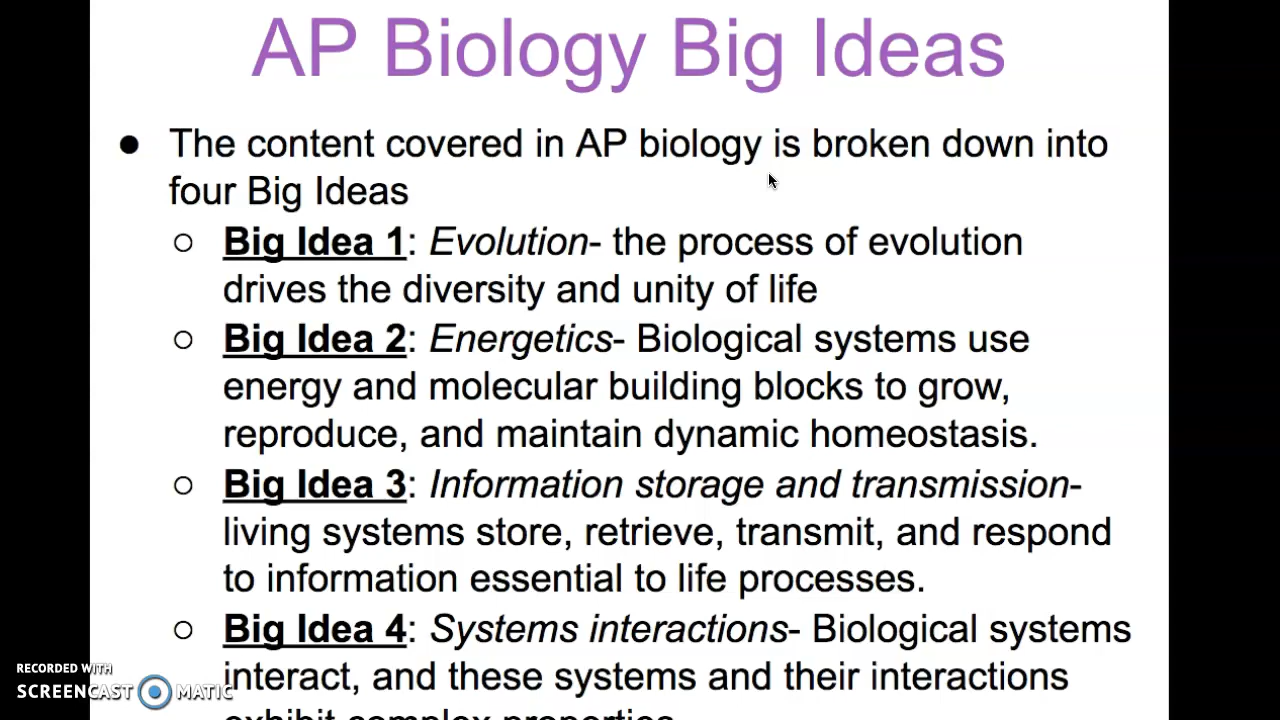 AP Biology Big Ideas
● The content covered in AP biology is broken down into
four Big Ideas
○ Big Idea 1: Evolution- the process of evolution
drives the diversity and unity of life
○ Big Idea 2: Energetics- Biological systems use
energy and molecular building blocks to grow,
reproduce, and maintain dynamic homeostasis.
○ Big Idea 3: Information storage and transmission-
living systems store, retrieve, transmit, and respond
to information essential to life processes.
○ Big Idea 4: Systems interactions- Biological systems
interact, and these systems and their interactions
exhibit complex properties
RECORDED WITH
SCREENCAST MATIC